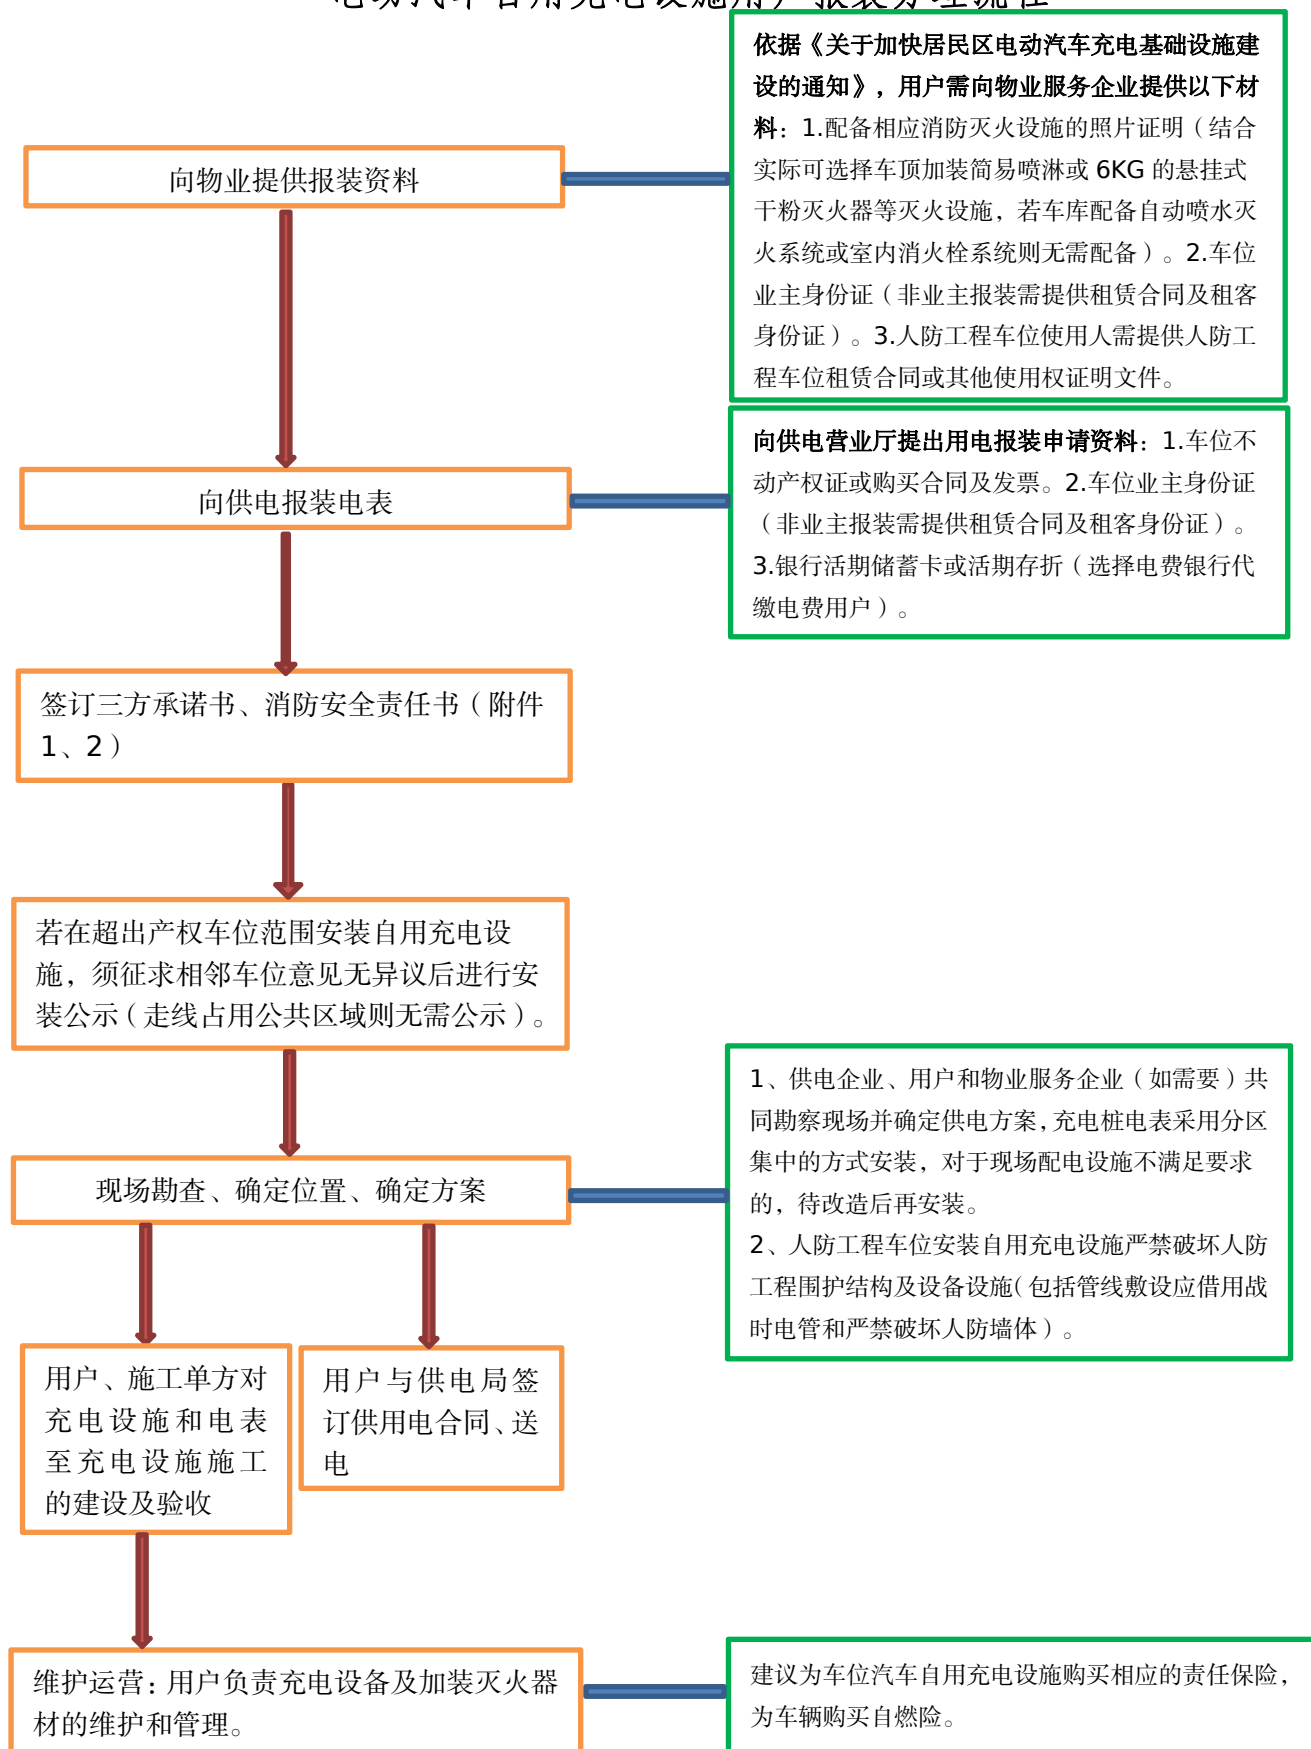 电动汽车自用充电设施用户报装办理流程
依据《关于加快居民区电动汽车充电基础设施建
设的通知》，用户需向物业服务企业提供以下材
料：1.配备相应消防灭火设施的照片证明（结合
实际可选择车顶加装简易喷淋或 6KG 的悬挂式
干粉灭火器等灭火设施，若车库配备自动喷水灭
火系统或室内消火栓系统则无需配备）。2.车位
业主身份证（非业主报装需提供租赁合同及租客
身份证）。3.人防工程车位使用人需提供人防工
程车位租赁合同或其他使用权证明文件。
向物业提供报装资料
向供电营业厅提出用电报装申请资料：1.车位不
动产权证或购买合同及发票。2.车位业主身份证
（非业主报装需提供租赁合同及租客身份证）。
3.银行活期储蓄卡或活期存折（选择电费银行代
缴电费用户）。
向供电报装电表
签订三方承诺书、消防安全责任书（附件
1、2）
若在超出产权车位范围安装自用充电设
施，须征求相邻车位意见无异议后进行安
装公示（走线占用公共区域则无需公示）。
1、供电企业、用户和物业服务企业（如需要）共
同勘察现场并确定供电方案，充电桩电表采用分区
集中的方式安装，对于现场配电设施不满足要求
的，待改造后再安装。
2、人防工程车位安装自用充电设施严禁破坏人防
工程围护结构及设备设施（包括管线敷设应借用战
时电管和严禁破坏人防墙体）。
现场勘查、确定位置、确定方案
用户、施工单方对
充电设施和电表
至充电设施施工
的建设及验收
用户与供电局签
订供用电合同、送
电
维护运营：用户负责充电设备及加装灭火器
材的维护和管理。
建议为车位汽车自用充电设施购买相应的责任保险，
为车辆购买自燃险。